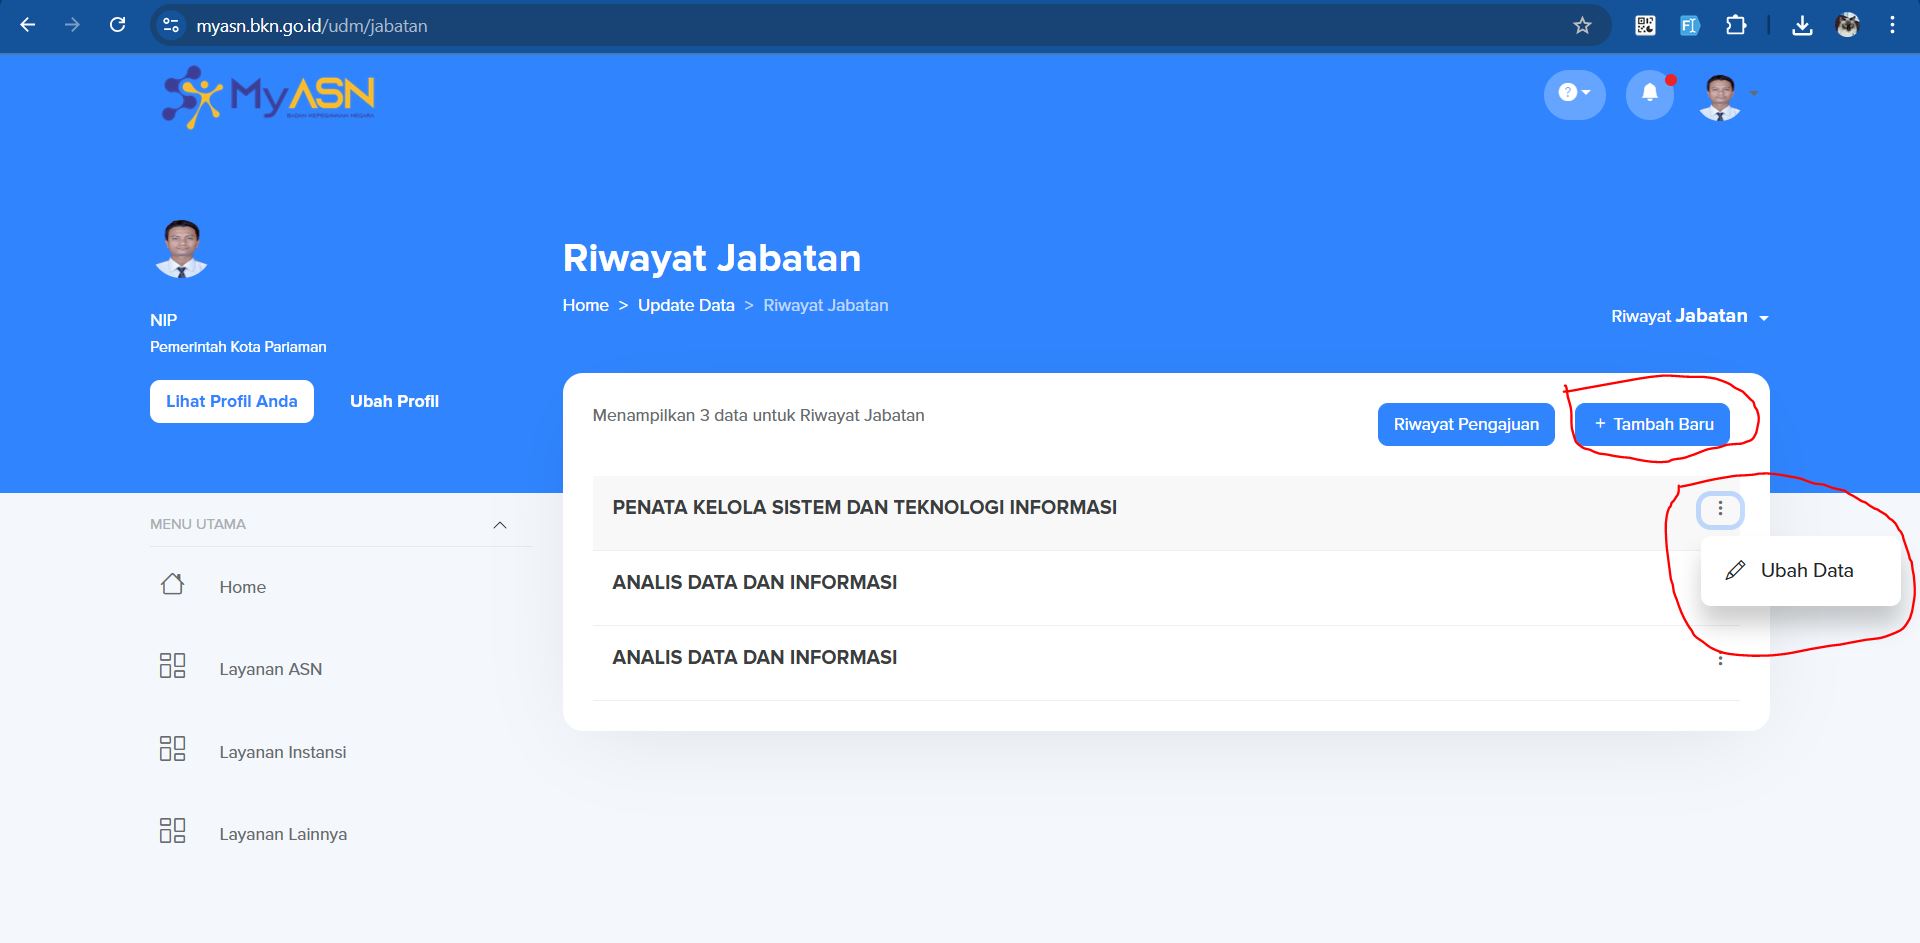 myasn.bkn.go.id/udm/jabatan
MyASN
BADAN KEPEGAWAIAN NEGARA
NIP
Pemerintah Kota Pariaman
Lihat Profil Anda
Ubah Profil
Riwayat Jabatan
Home > Update Data > Riwayat Jabatan
Riwayat Jabatan
Menampilkan 3 data untuk Riwayat Jabatan
Riwayat Pengajuan
+ Tambah Baru
PENATA KELOLA SISTEM DAN TEKNOLOGI INFORMASI
Ubah Data
ANALIS DATA DAN INFORMASI
ANALIS DATA DAN INFORMASI
MENU UTAMA
Home
Layanan ASN
Layanan Instansi
Layanan Lainnya